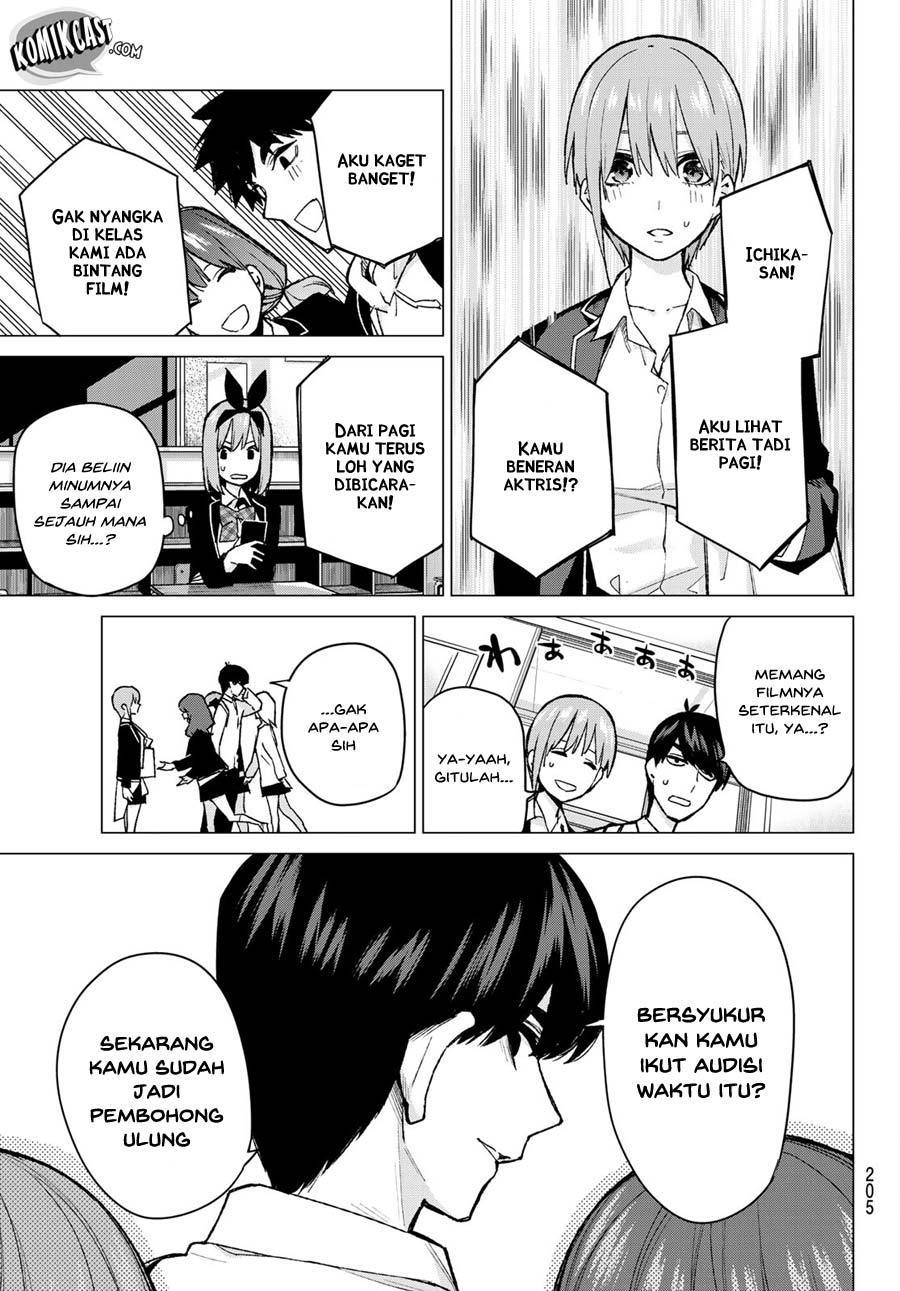 KOMIKCAST
.COM
ICHIKA-
SAN!
AKU LIHAT
BERITA TADI
PAGI!
KAMU
BENERAN
AKTRIS!?
AKU KAGET
BANGET!
GAK NYANGKA
DI KELAS
KAMI ADA
BINTANG
FILM!
DARI PAGI
KAMU TERUS
LOH YANG
DIBICARA-
KAN!
DIA BELIIN
MINUMNYA
SAMPAI
SEJAUH MANA
SIH...?
わぁぁぁぁぁ
MEMANG
FILMNYA
SETERKENAL
ITU, YA...?
YA-YAAH,
GITULAH...
...GAK
APA-APA
SIH
BERSYUKUR
KAN KAMU
IKUT AUDISI
WAKTU ITU?
SEKARANG
KAMU SUDAH
JADI
PEMBOHONG
ULUNG
205